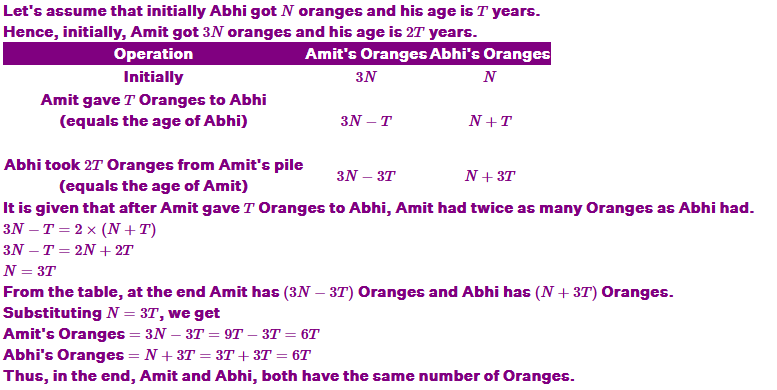 Let's assume that initially Abhi got N oranges and his age is T years.
Hence, initially, Amit got 3N oranges and his age is 2T years.
Operation Amit's Oranges Abhi's Oranges
Initially 3N N
Amit gave T Oranges to Abhi
(equals the age of Abhi) 3N − T N + T
Abhi took 2T Oranges from Amit's pile
(equals the age of Amit) 3N − 3T N + 3T
It is given that after Amit gave T Oranges to Abhi, Amit had twice as many Oranges as Abhi had.
3N − T = 2 × (N + T)
3N − T = 2N + 2T
N = 3T
From the table, at the end Amit has (3N − 3T) Oranges and Abhi has (N + 3T) Oranges.
Substituting N = 3T, we get
Amit's Oranges = 3N − 3T = 9T − 3T = 6T
Abhi's Oranges = N + 3T = 3T + 3T = 6T
Thus, in the end, Amit and Abhi, both have the same number of Oranges.